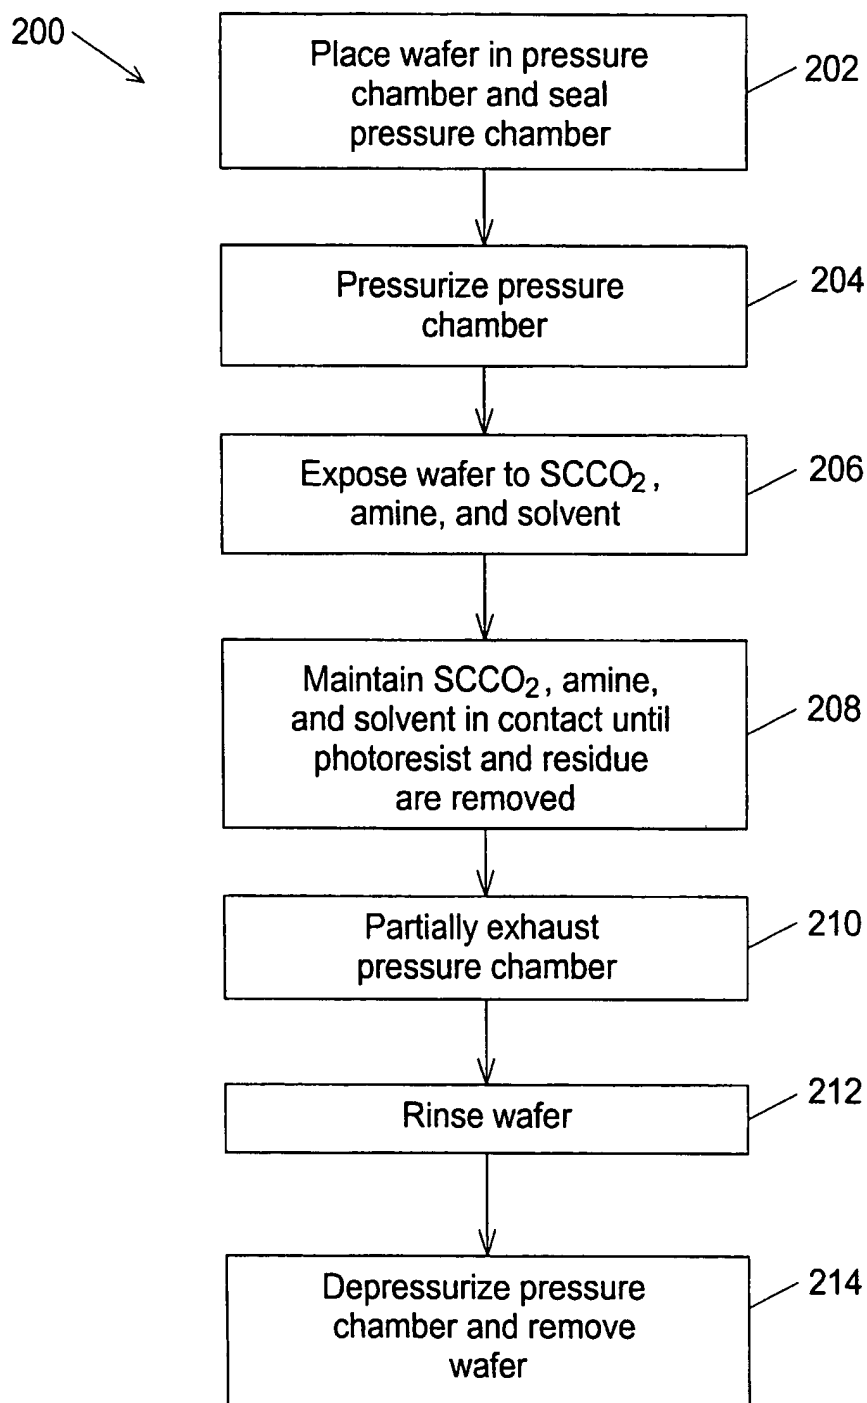 200
Place wafer in pressure
chamber and seal
pressure chamber
202
Pressurize pressure
chamber
204
Expose wafer to SCCO₂,
amine, and solvent
206
Maintain SCCO₂, amine,
and solvent in contact until
photoresist and residue
are removed
208
Partially exhaust
pressure chamber
210
Rinse wafer
212
Depressurize pressure
chamber and remove
wafer
214